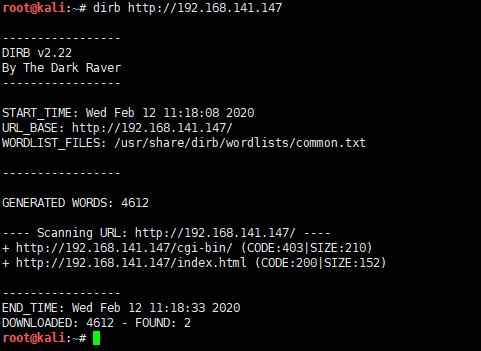 root@kali:~# dirb http://192.168.141.147
-----------------
DIRB v2.22
By The Dark Raver
-----------------
START_TIME: Wed Feb 12 11:18:08 2020
URL_BASE: http://192.168.141.147/
WORDLIST_FILES: /usr/share/dirb/wordlists/common.txt
-----------------
GENERATED WORDS: 4612
---- Scanning URL: http://192.168.141.147/ ----
+ http://192.168.141.147/cgi-bin/ (CODE:403|SIZE:210)
+ http://192.168.141.147/index.html (CODE:200|SIZE:152)
-----------------
END_TIME: Wed Feb 12 11:18:33 2020
DOWNLOADED: 4612 - FOUND: 2
root@kali:~#